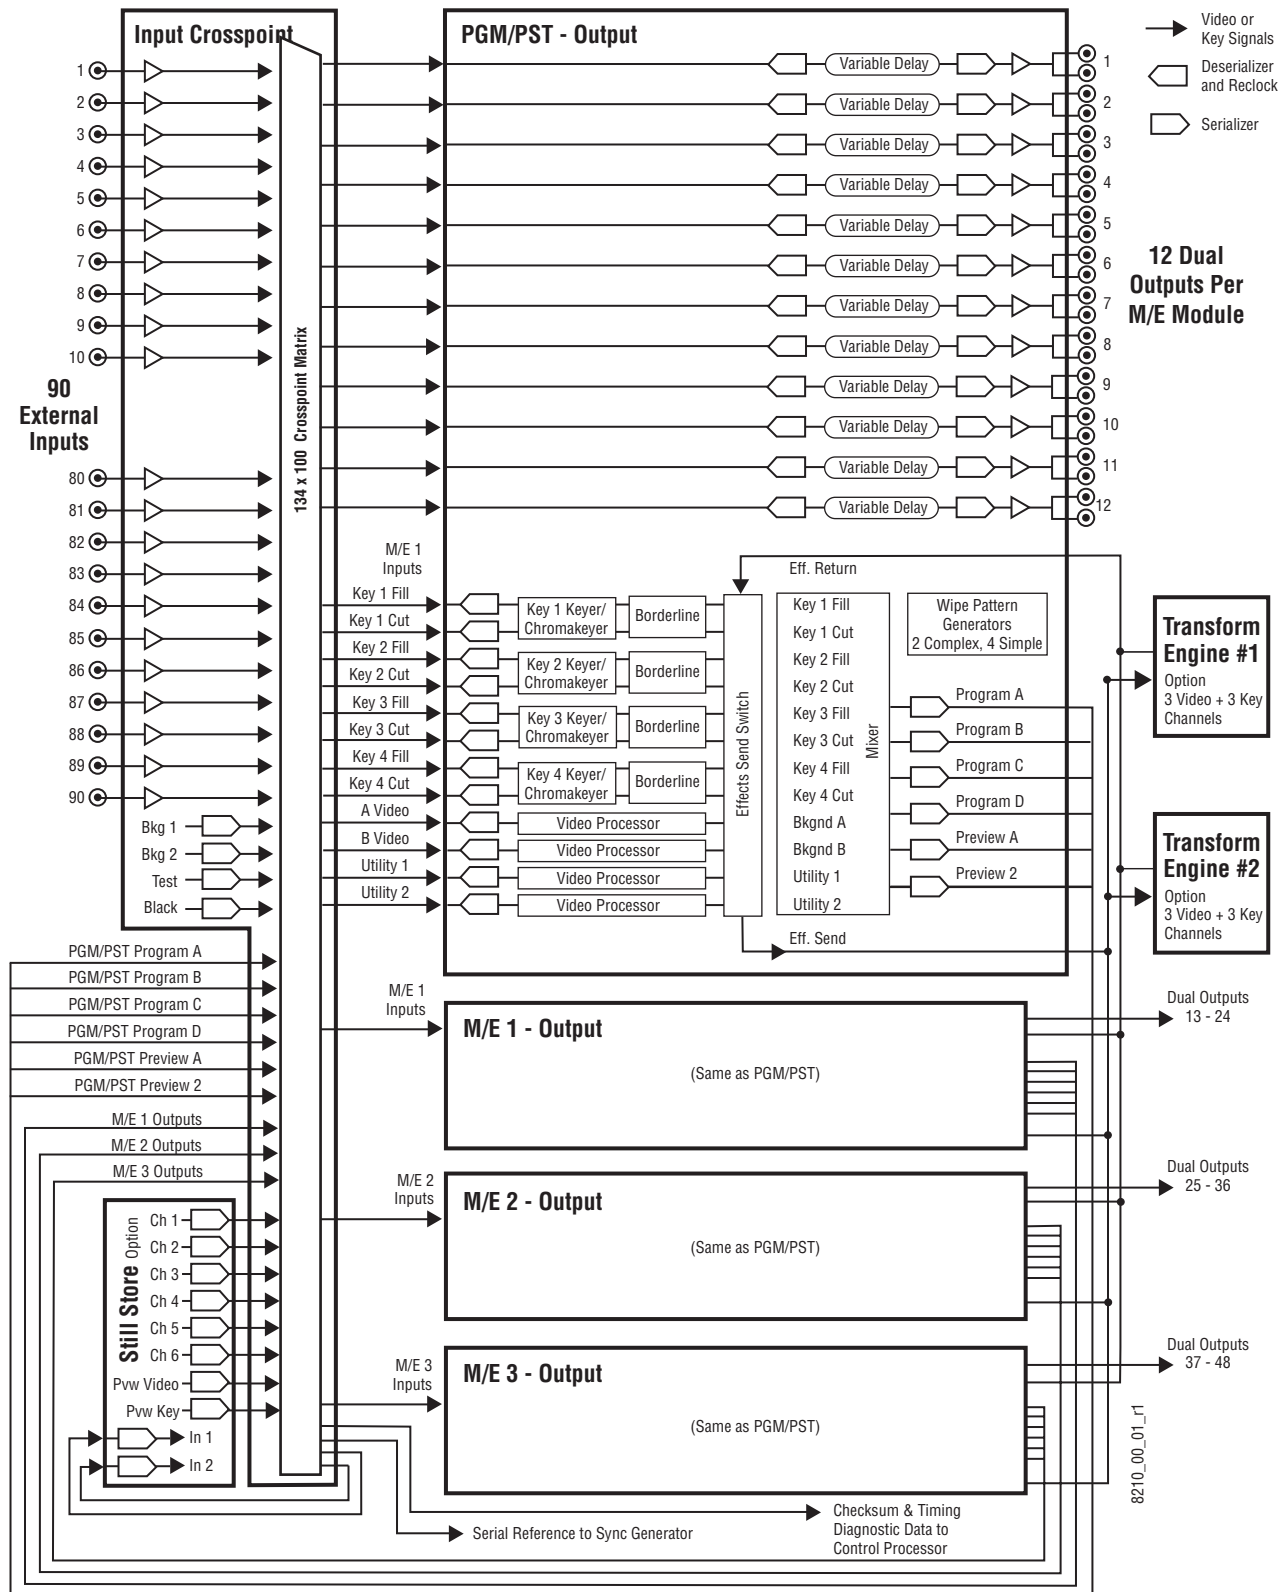 Input Crosspoint
PGM/PST - Output
Video or
Key Signals
Deserializer
and Reclock
Serializer
1
2
3
4
5
6
7
8
9
10
90
External
Inputs
80
81
82
83
84
85
86
87
88
89
90
Bkg 1
Bkg 2
Test
Black
134 x 100 Crosspoint Matrix
Variable Delay
1
Variable Delay
2
Variable Delay
3
Variable Delay
4
Variable Delay
5
Variable Delay
6
Variable Delay
7
Variable Delay
8
Variable Delay
9
Variable Delay
10
Variable Delay
11
Variable Delay
12
12 Dual
Outputs Per
M/E Module
M/E 1
Inputs
Key 1 Fill
Key 1 Cut
Key 2 Fill
Key 2 Cut
Key 3 Fill
Key 3 Cut
Key 4 Fill
Key 4 Cut
A Video
B Video
Utility 1
Utility 2
Key 1 Keyer/
Chromakeyer
Borderline
Key 2 Keyer/
Chromakeyer
Borderline
Key 3 Keyer/
Chromakeyer
Borderline
Key 4 Keyer/
Chromakeyer
Borderline
Video Processor
Video Processor
Video Processor
Video Processor
Effects Send Switch
Eff. Return
Key 1 Fill
Key 1 Cut
Key 2 Fill
Key 2 Cut
Key 3 Fill
Key 3 Cut
Key 4 Fill
Key 4 Cut
Bkgnd A
Bkgnd B
Utility 1
Utility 2
Mixer
Eff. Send
Wipe Pattern
Generators
2 Complex, 4 Simple
Program A
Program B
Program C
Program D
Preview A
Preview 2
Transform
Engine #1
Option
3 Video + 3 Key
Channels
Transform
Engine #2
Option
3 Video + 3 Key
Channels
PGM/PST Program A
PGM/PST Program B
PGM/PST Program C
PGM/PST Program D
PGM/PST Preview A
PGM/PST Preview 2
M/E 1 Outputs
M/E 2 Outputs
M/E 3 Outputs
Still Store Option
Ch 1
Ch 2
Ch 3
Ch 4
Ch 5
Ch 6
Pvw Video
Pvw Key
In 1
In 2
M/E 1
Inputs
M/E 1 - Output
(Same as PGM/PST)
Dual Outputs
13 - 24
M/E 2
Inputs
M/E 2 - Output
(Same as PGM/PST)
Dual Outputs
25 - 36
M/E 3
Inputs
M/E 3 - Output
(Same as PGM/PST)
Dual Outputs
37 - 48
8210_00_01_r1
Serial Reference to Sync Generator
Checksum & Timing
Diagnostic Data to
Control Processor